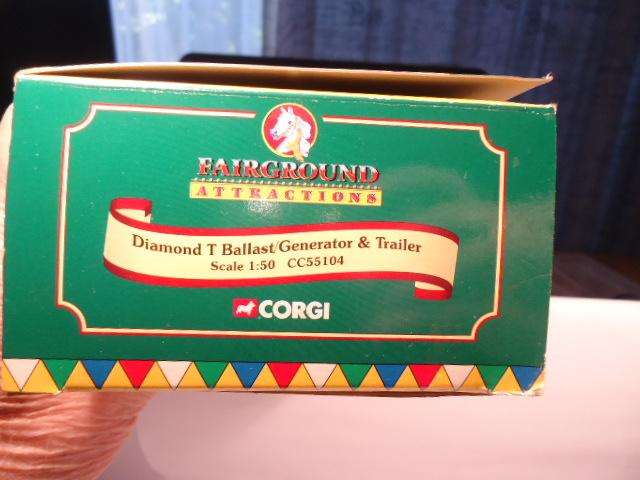 FAIRGROUND
ATTRACTIONS
Diamond T Ballast/Generator & Trailer
Scale 1:50 CC55104
CORGI